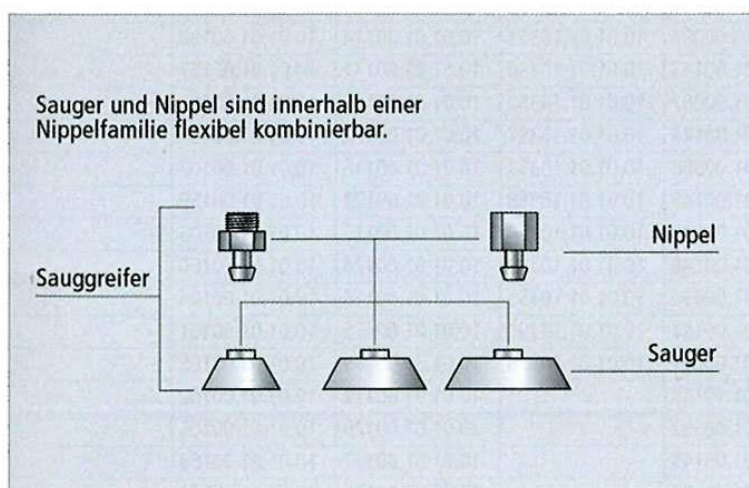 Sauger und Nippel sind innerhalb einer
Nippelfamilie flexibel kombinierbar.
Nippel
Sauggreifer
Sauger